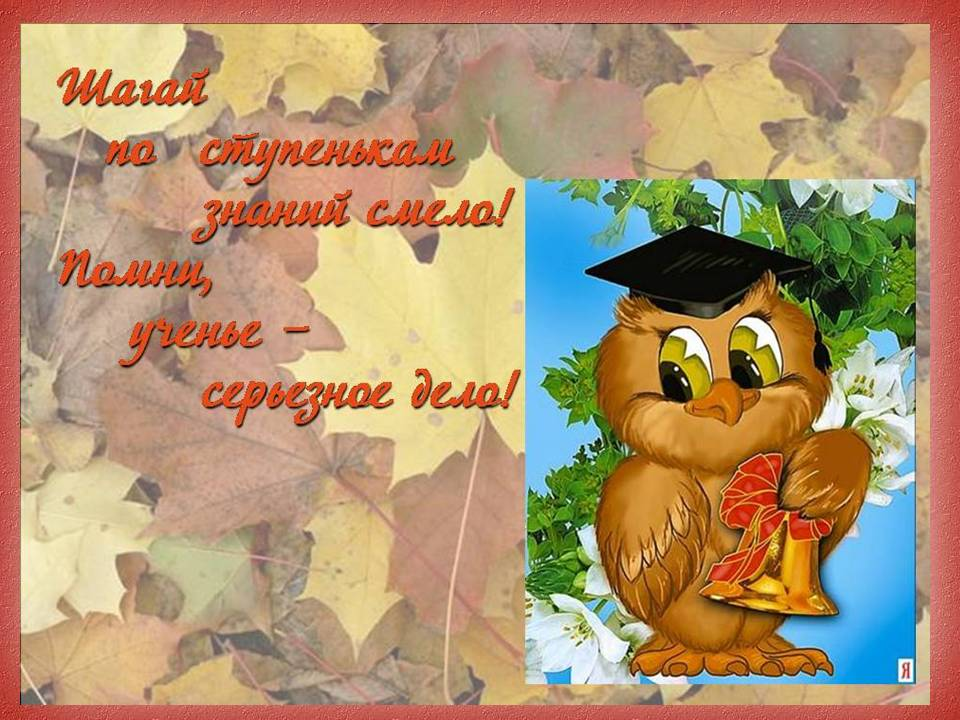 Шагай
по ступенькам
знаний смело!
Помни,
ученье –
серьезное дело!
Я